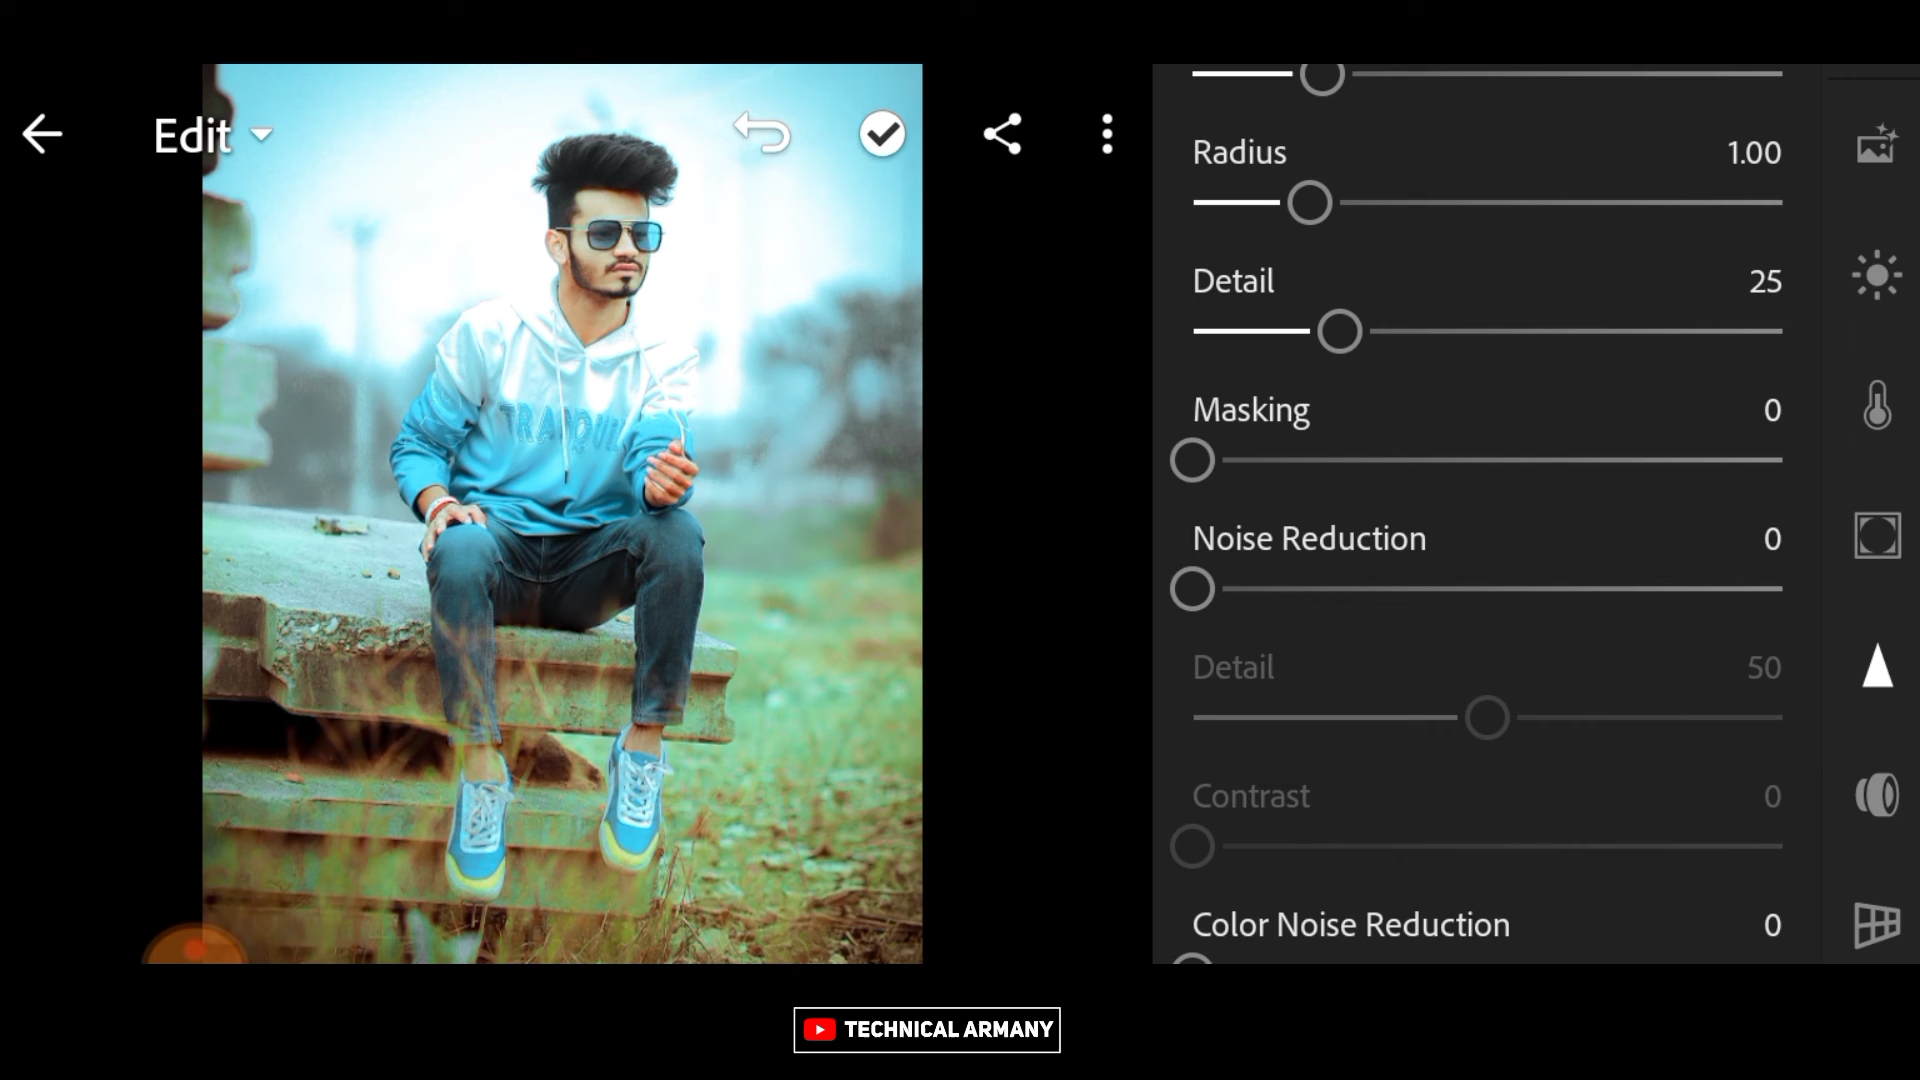 Edit
Radius 1.00
Detail 25
Masking 0
Noise Reduction 0
Detail 50
Contrast 0
Color Noise Reduction 0
TECHNICAL ARMANY